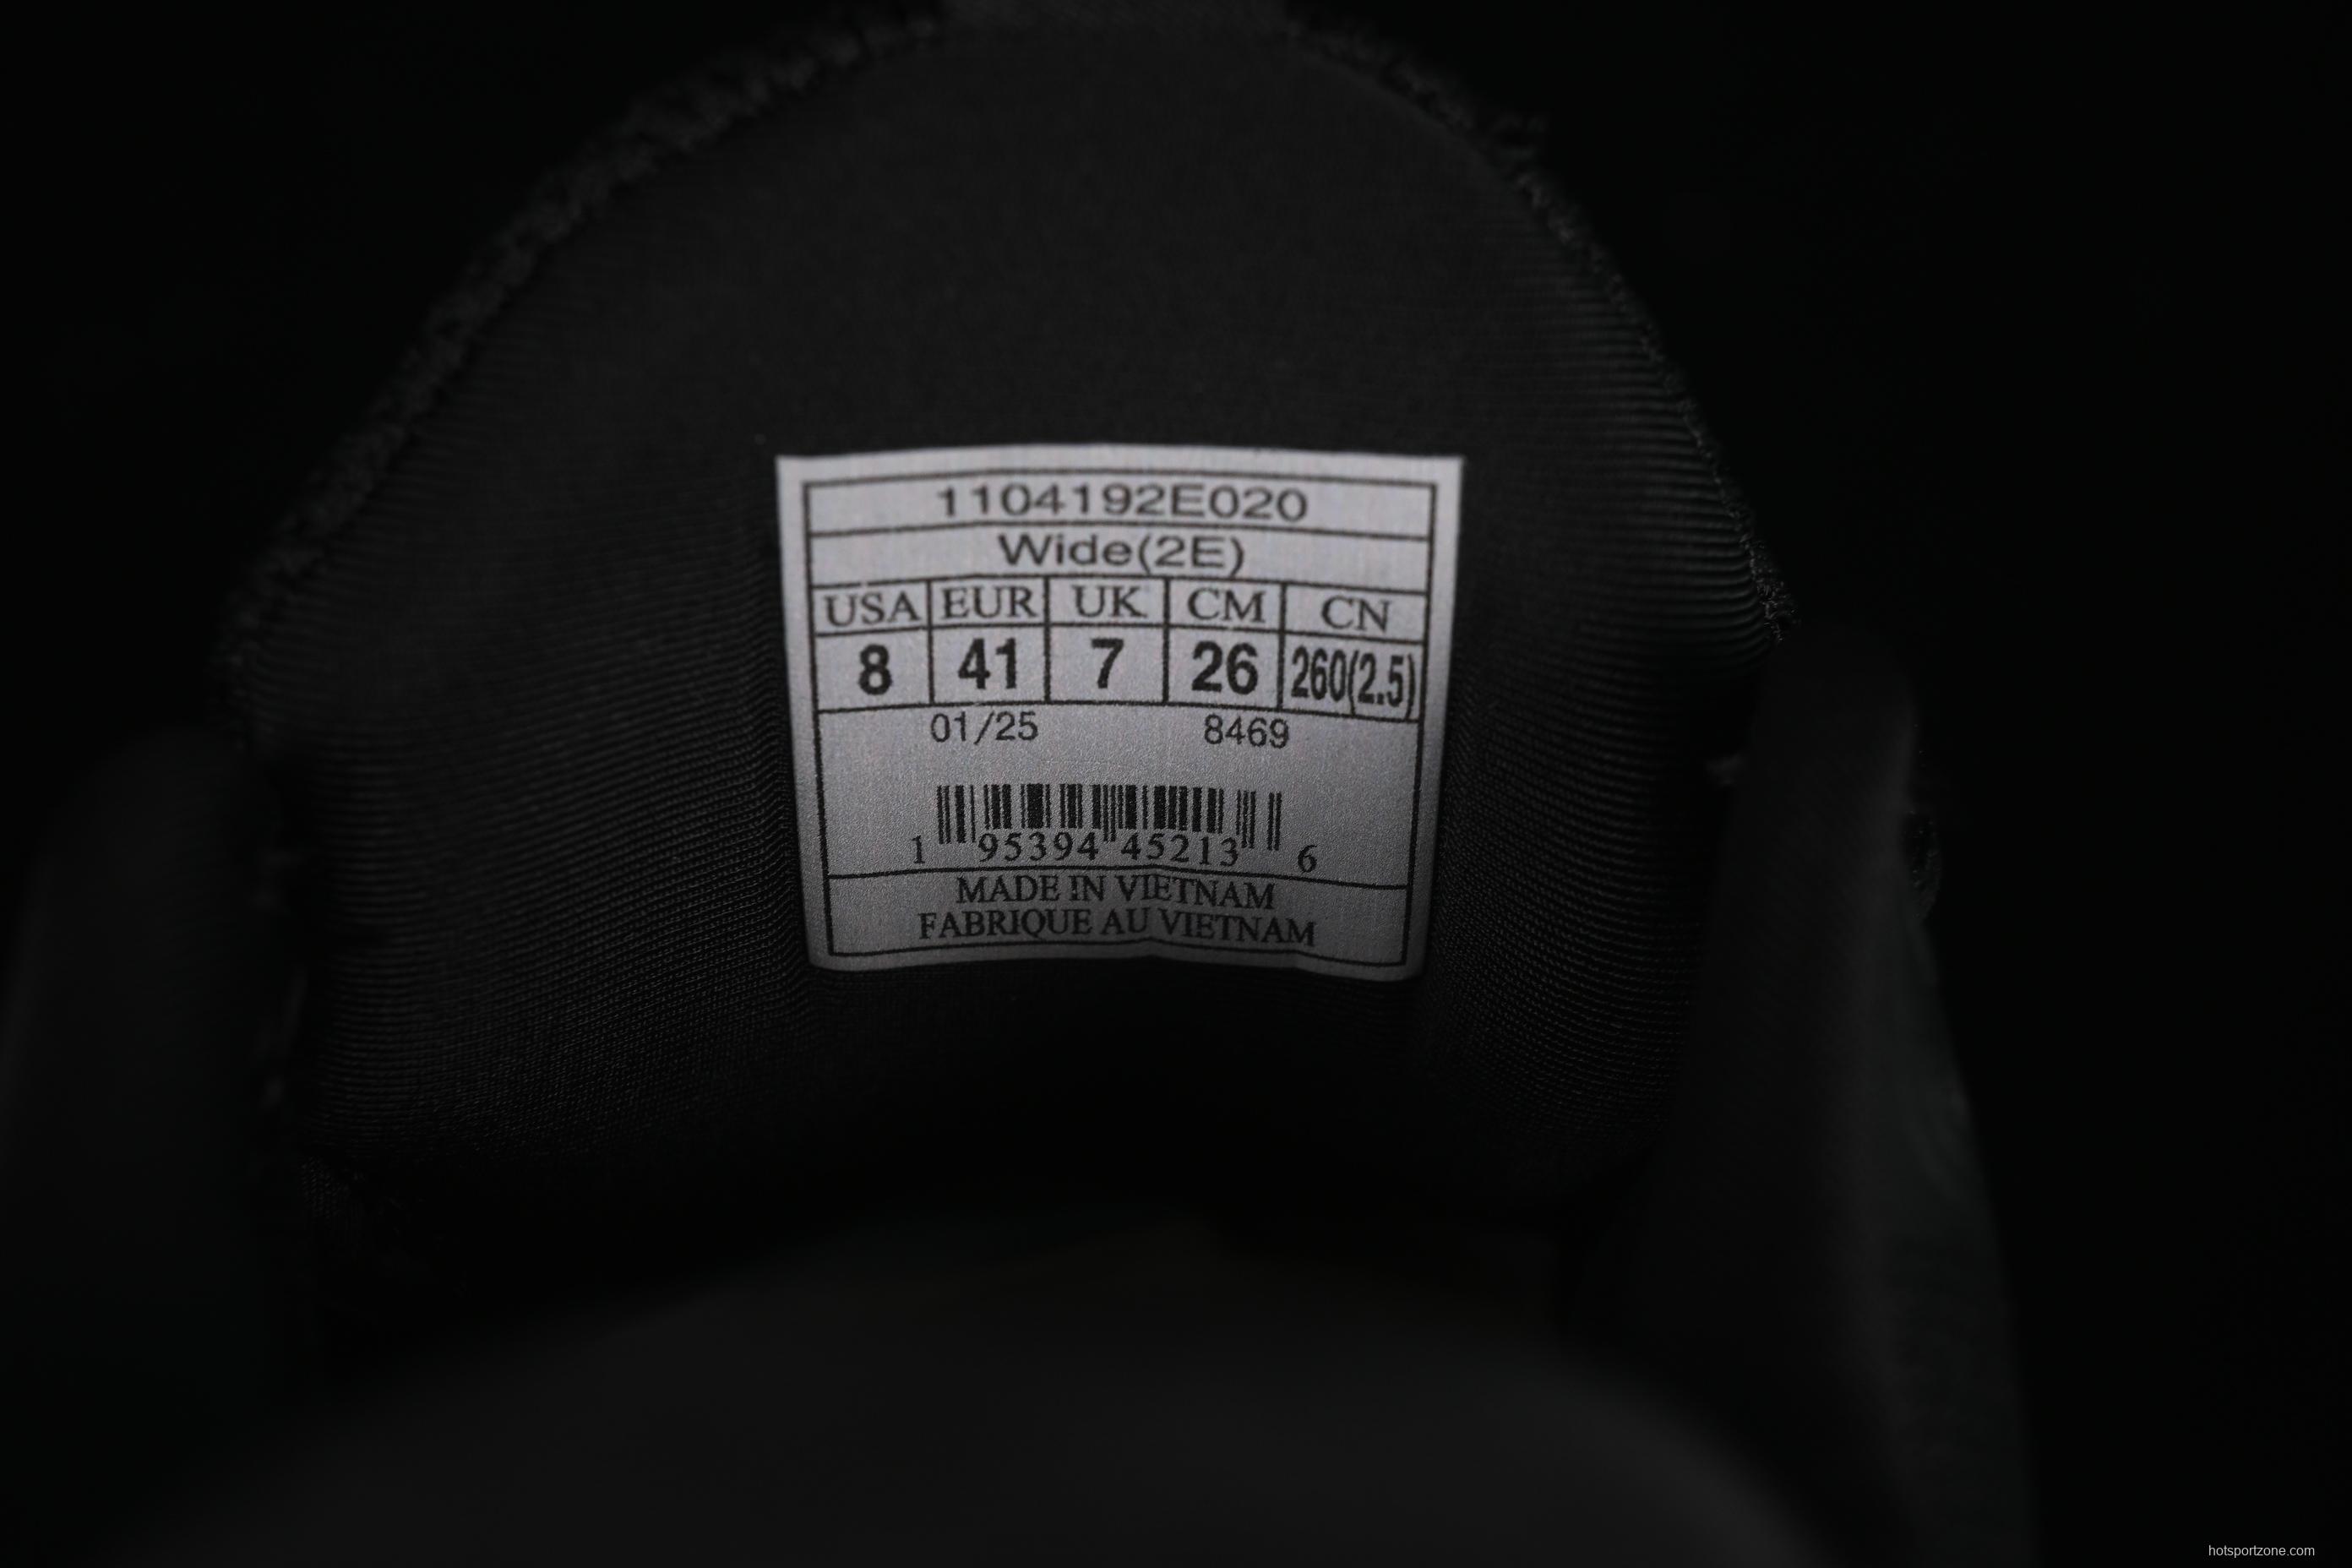 1104192E020
Wide(2E)
USA EUR UK CM CN
8 41 7 26 260(2.5)
01/25 8469
1 95394 45213 6
MADE IN VIETNAM
FABRIQUE AU VIETNAM
hotsportzone.com